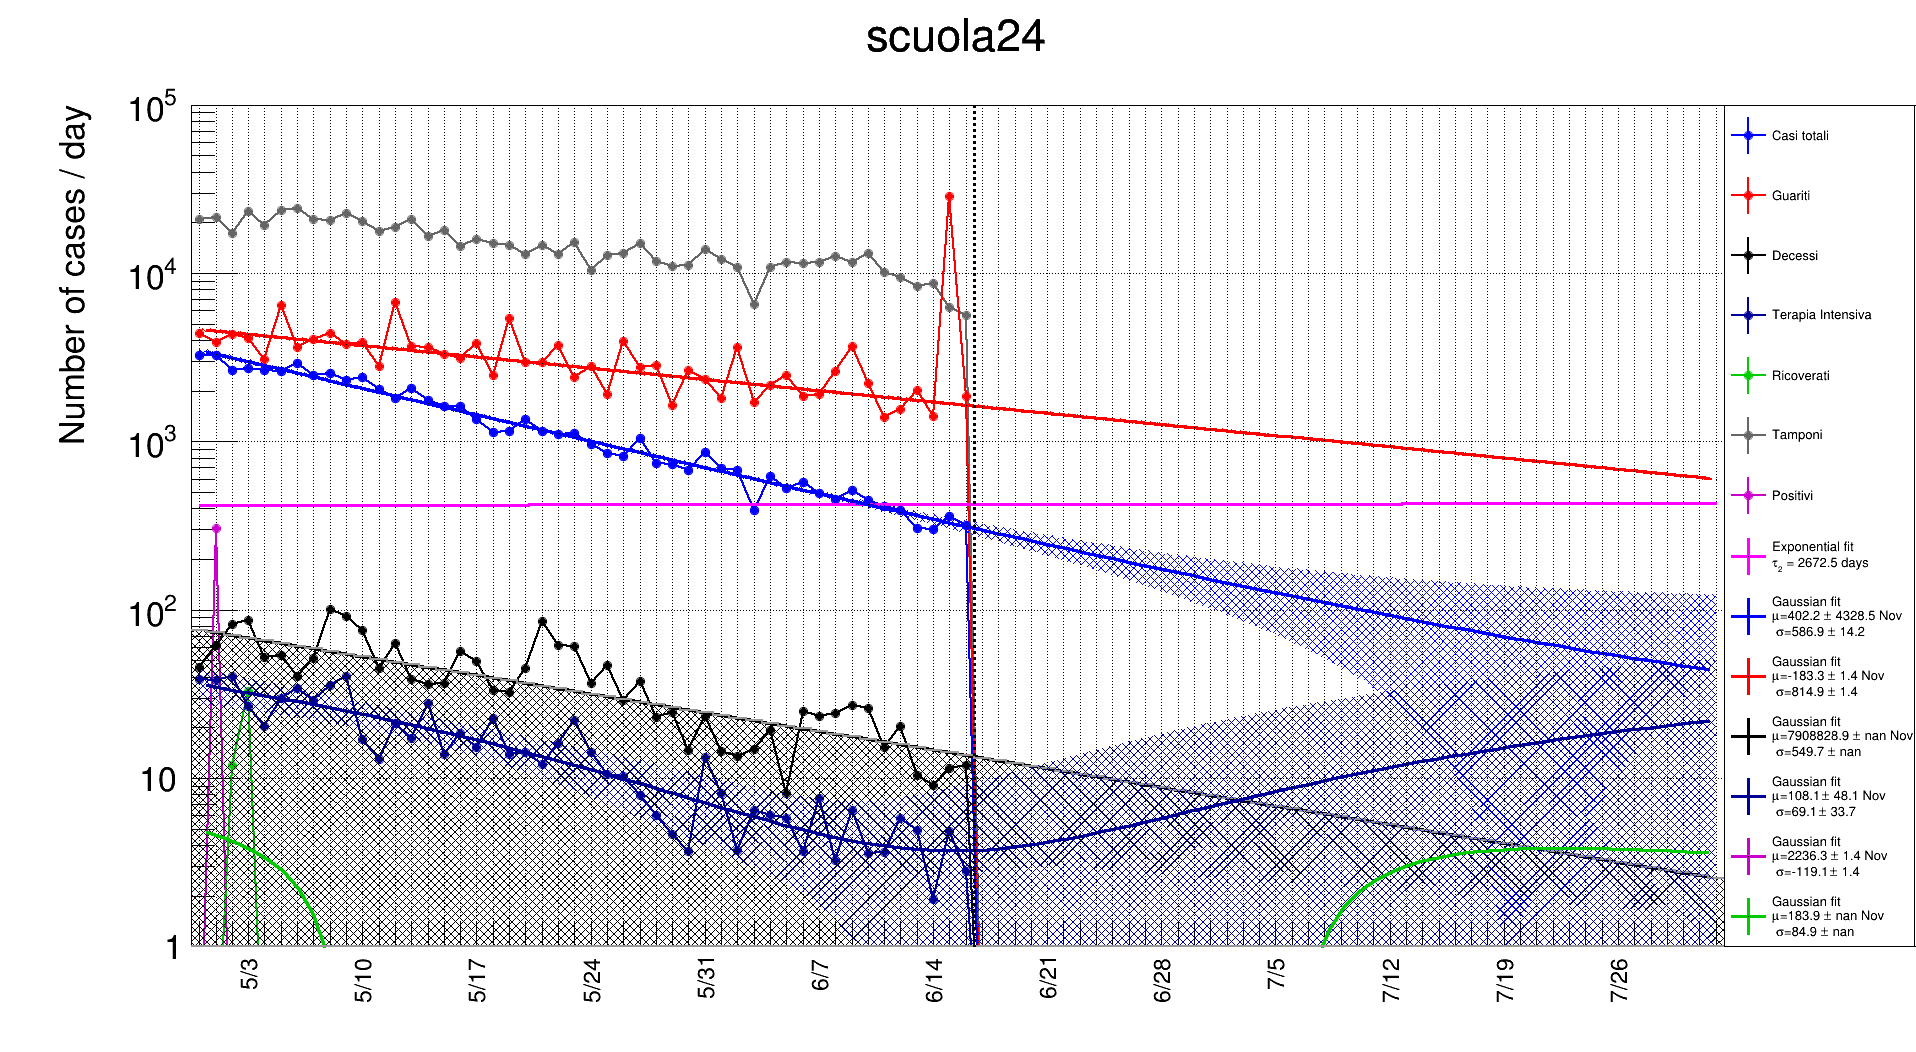 scuola24
Number of cases / day
10^5
10^4
10^3
10^2
10
1
5/3
5/10
5/17
5/24
5/31
6/7
6/14
6/21
6/28
7/5
7/12
7/19
7/26
Casi totali
Guariti
Decessi
Terapia Intensiva
Ricoverati
Tamponi
Positivi
Exponential fit
τ₂ = 2672.5 days
Gaussian fit
μ=402.2 ± 4328.5 Nov
σ=586.9 ± 14.2
Gaussian fit
μ=-183.3 ± 1.4 Nov
σ=814.9 ± 1.4
Gaussian fit
μ=7908828.9 ± nan Nov
σ=549.7 ± nan
Gaussian fit
μ=108.1 ± 48.1 Nov
σ=69.1 ± 33.7
Gaussian fit
μ=2236.3 ± 1.4 Nov
σ=-119.1 ± 1.4
Gaussian fit
μ=183.9 ± nan Nov
σ=84.9 ± nan